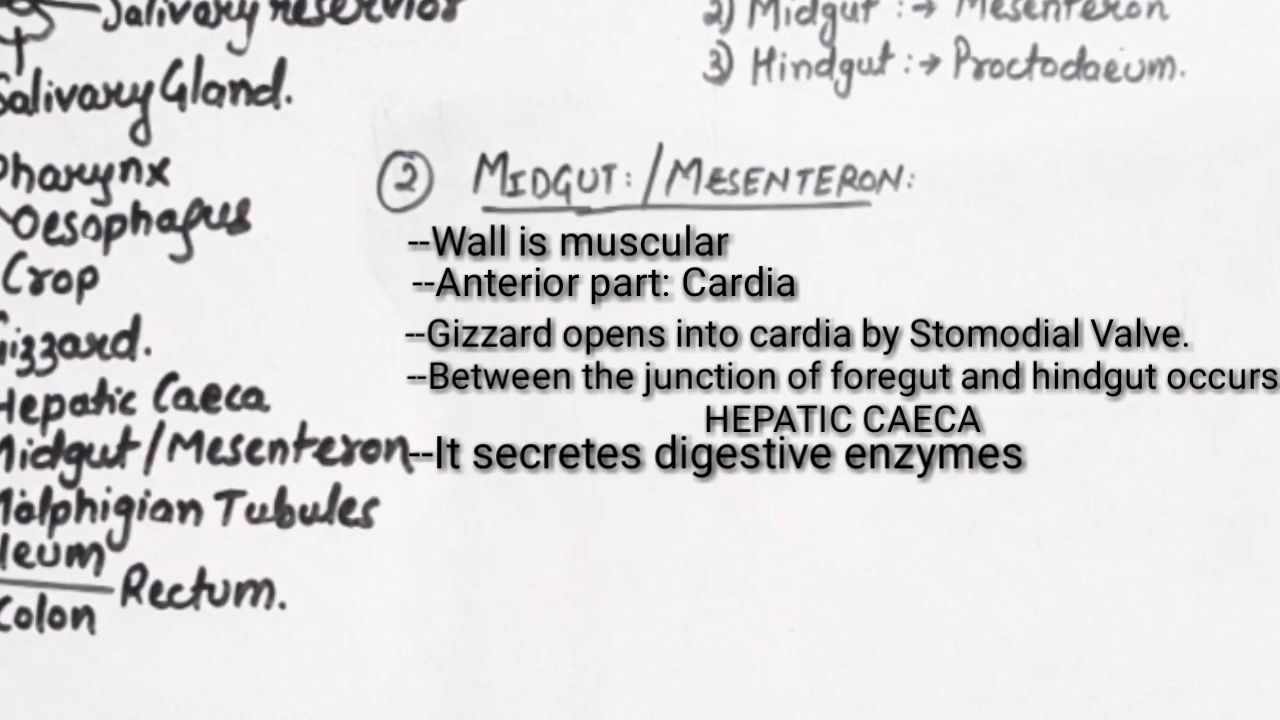 Salivary reservior
Salivary Gland.
Pharynx
Oesophagus
Crop
Gizzard.
Hepatic Caeca
Midgut/Mesenteron
Malphigian Tubules
Ileum
Colon
Rectum.
2) Midgut :→ Mesenteron
3) Hindgut :→ Proctodaeum.
② MIDGUT: / MESENTERON:
--Wall is muscular
--Anterior part: Cardia
--Gizzard opens into cardia by Stomodial Valve.
--Between the junction of foregut and hindgut occurs
HEPATIC CAECA
--It secretes digestive enzymes